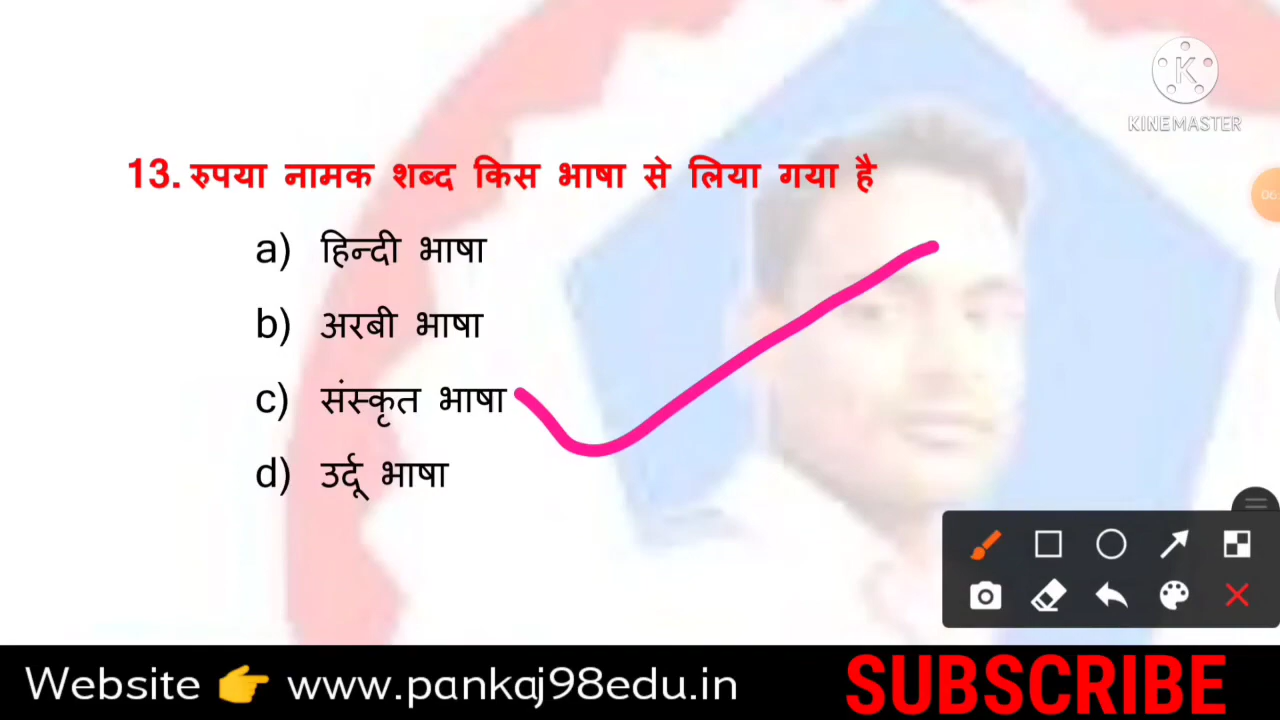 KINEMASTER
13. रुपया नामक शब्द किस भाषा से लिया गया है
a) हिन्दी भाषा
b) अरबी भाषा
c) संस्कृत भाषा
d) उर्दू भाषा
Website 👉 www.pankaj98edu.in
SUBSCRIBE